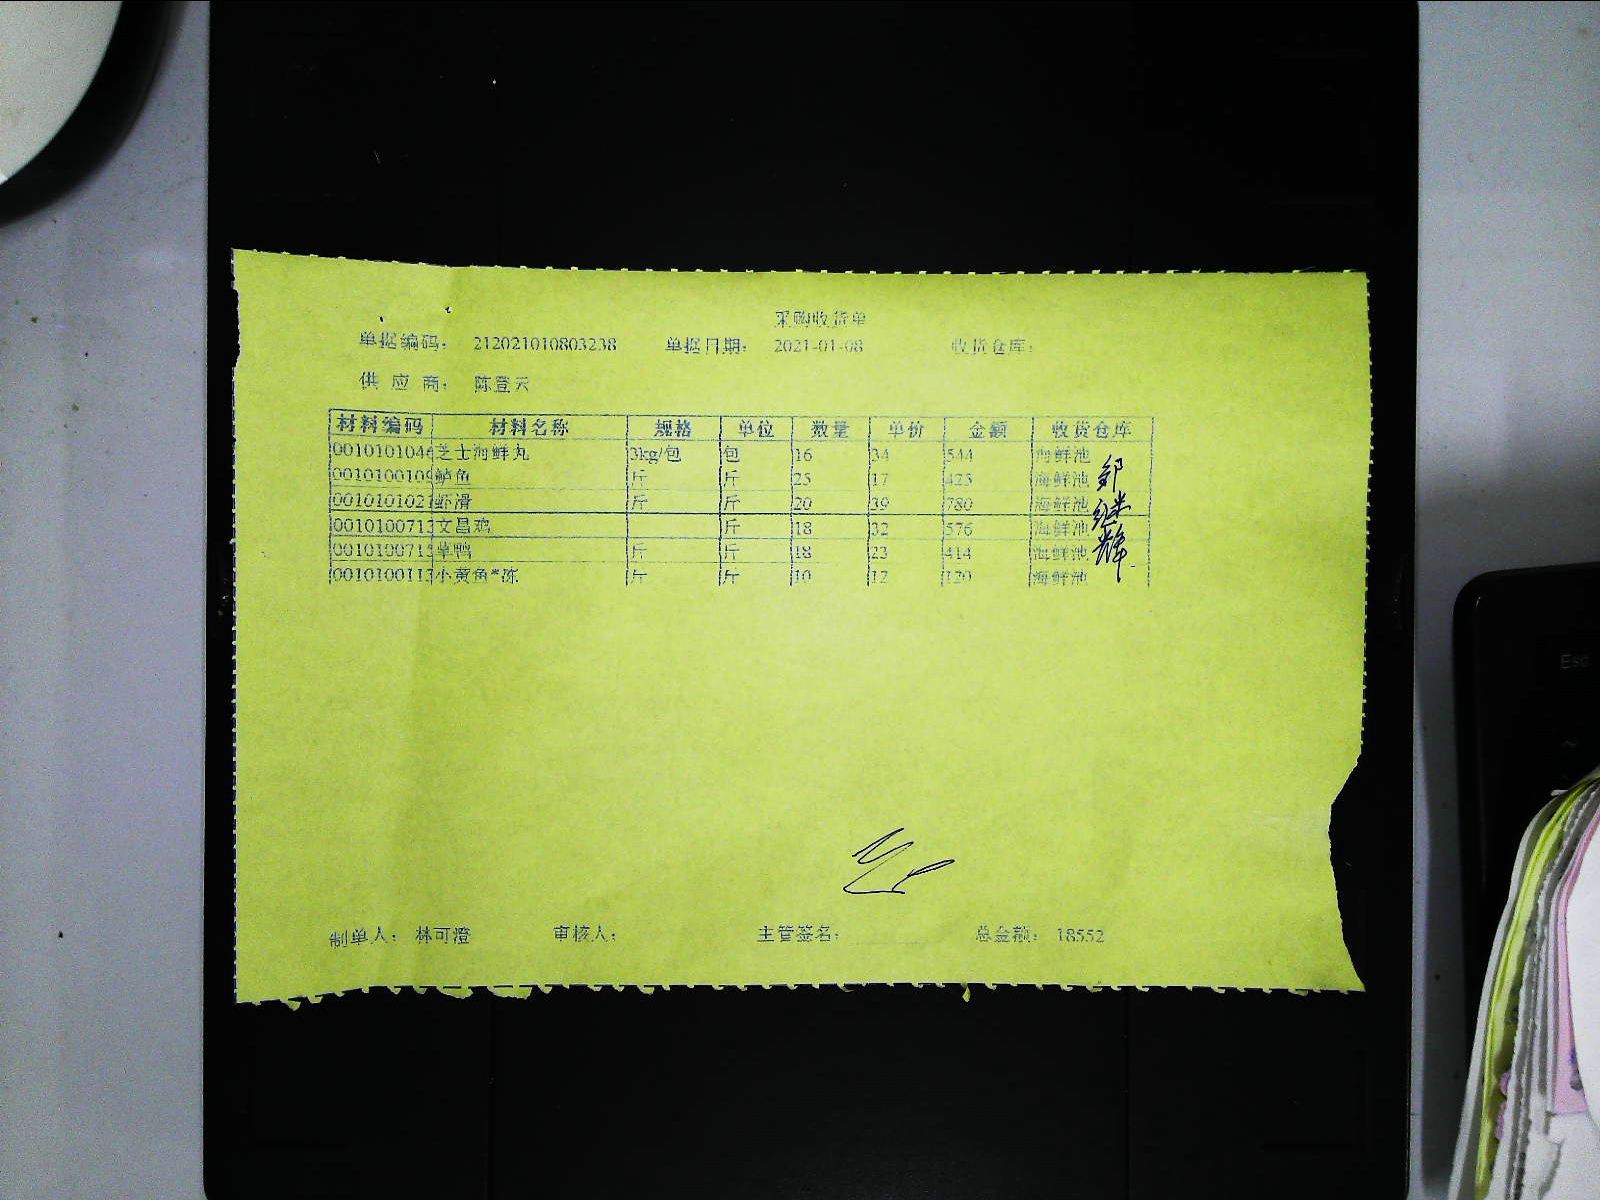 采购收货单
单据编码： 212021010803238 单据日期： 2021-01-08 收货仓库：
供应商： 陈登云
材料编码 材料名称 规格 单位 数量 单价 金额 收货仓库
0010101046 芝士海鲜丸 3kg/包 包 16 34 544 海鲜池
0010100109 鲈鱼 斤 斤 25 17 425 海鲜池
0010101021 虾滑 斤 斤 20 39 780 海鲜池
0010100713 文昌鸡 斤 18 32 576 海鲜池
0010100715 草鸭 斤 斤 18 23 414 海鲜池
0010100113 小黄鱼*冻 斤 斤 10 12 120 海鲜池
邹继辉
制单人： 林可澄 审核人： 主管签名： 总金额： 18552
Esc